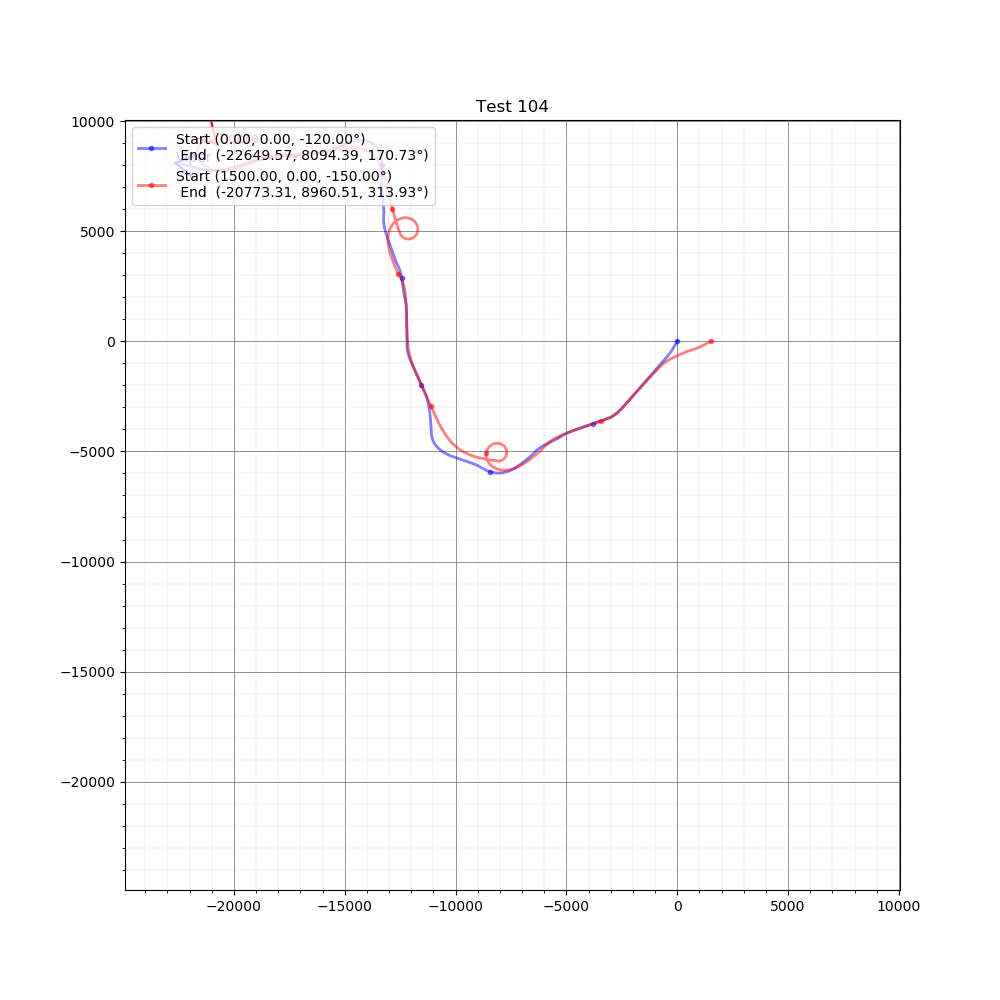 Test 104
Start (0.00, 0.00, -120.00°)
End (-22649.57, 8094.39, 170.73°)
Start (1500.00, 0.00, -150.00°)
End (-20773.31, 8960.51, 313.93°)
10000
5000
0
−5000
−10000
−15000
−20000
−20000 −15000 −10000 −5000 0 5000 10000